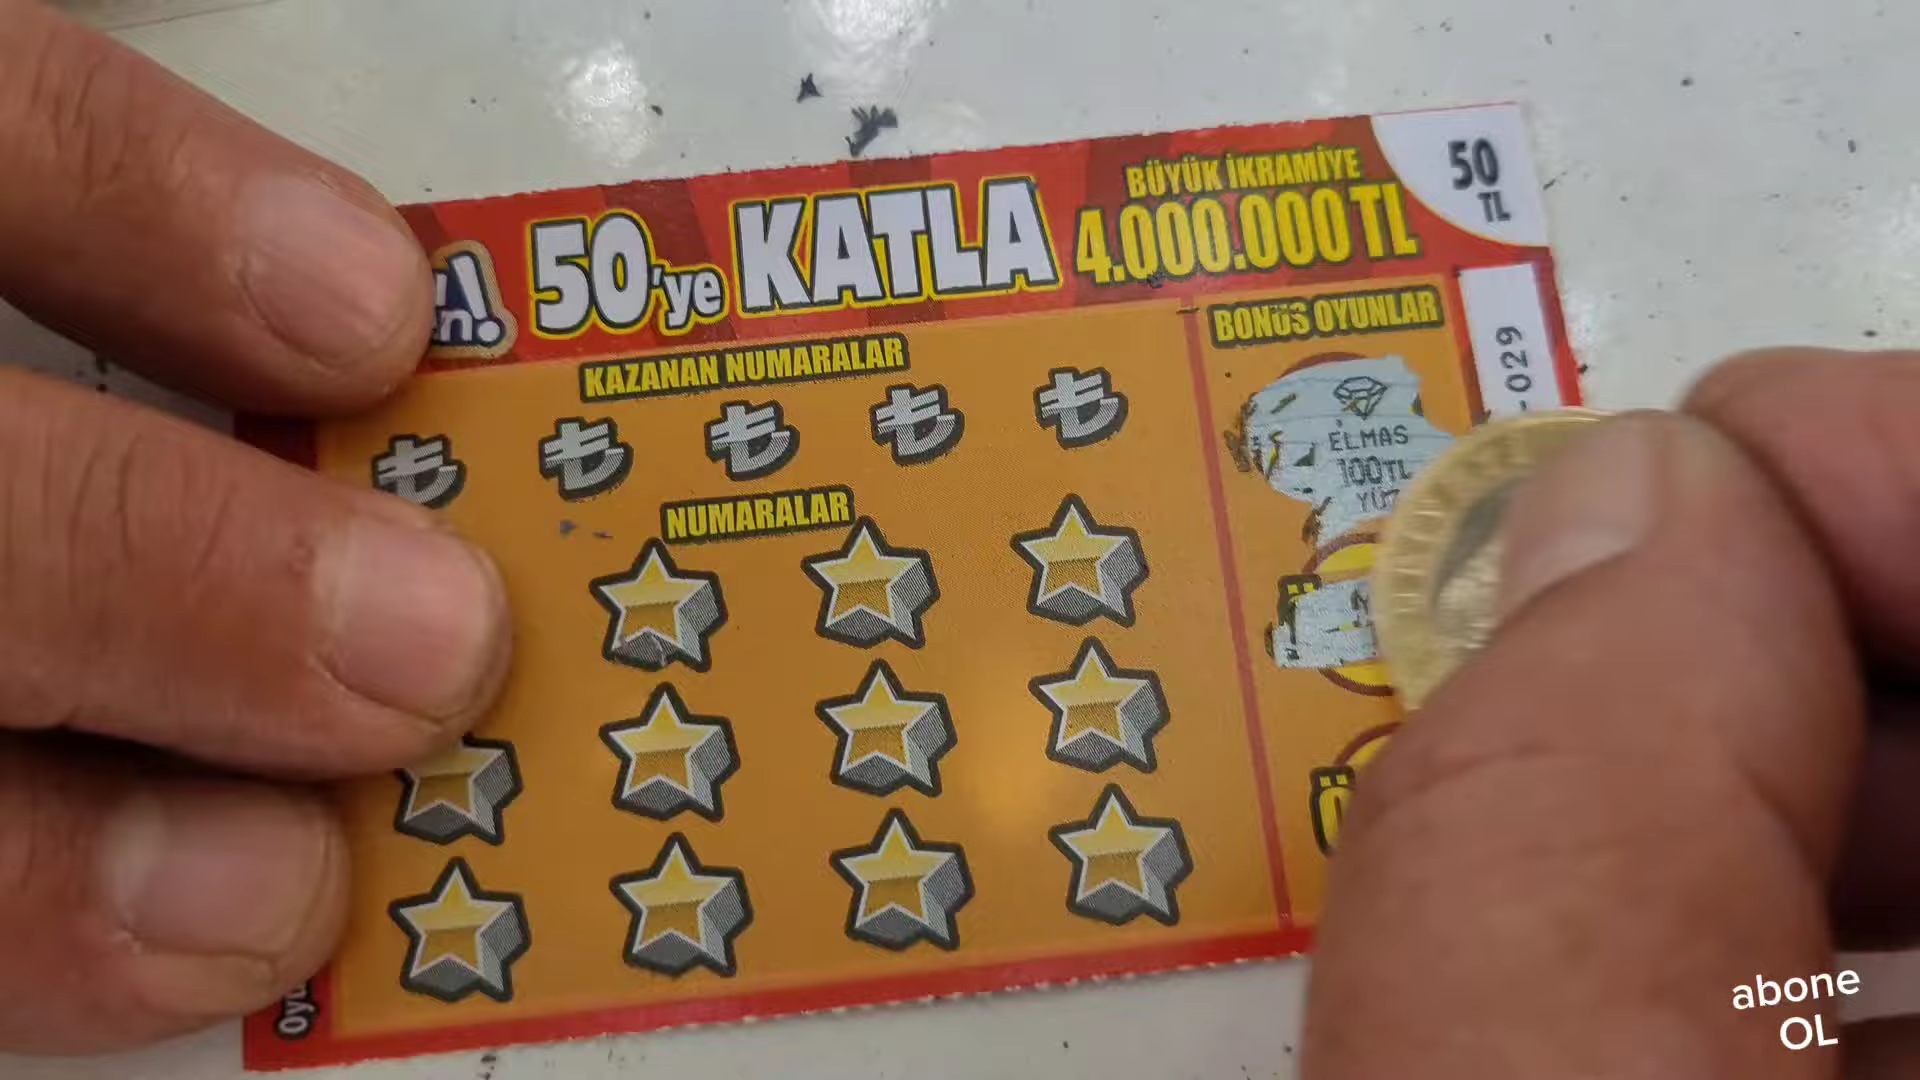 50'ye KATLA
BÜYÜK İKRAMİYE
4.000.000 TL
50
TL
KAZANAN NUMARALAR
BONUS OYUNLAR
-029
ELMAS
100TL
NUMARALAR
abone
OL